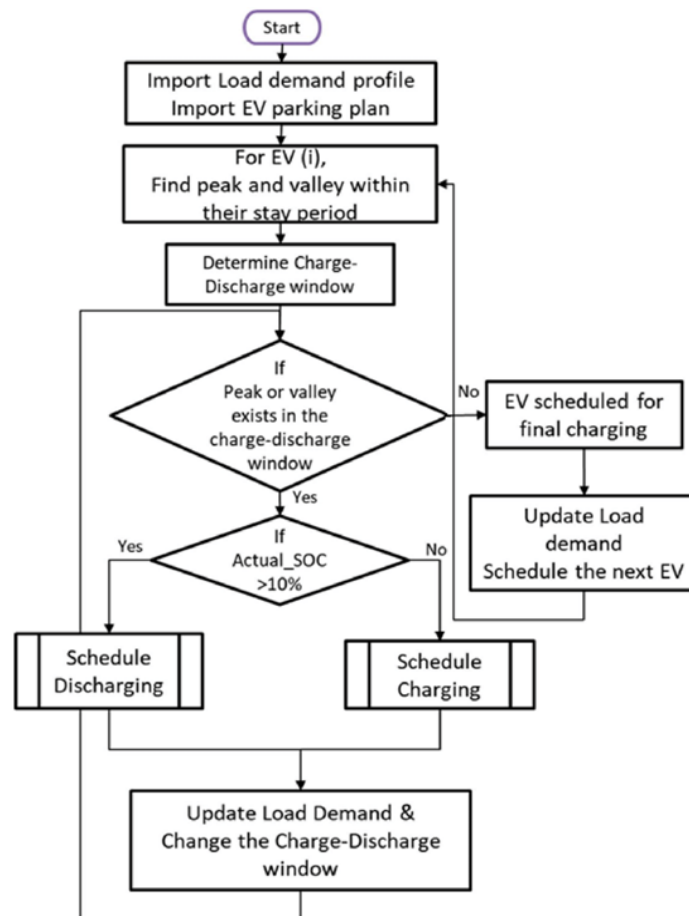 Start
Import Load demand profile
Import EV parking plan
For EV (i),
Find peak and valley within
their stay period
Determine Charge-
Discharge window
If
Peak or valley
exists in the
charge-discharge
window
No
EV scheduled for
final charging
Yes
Update Load
demand
Schedule the next EV
If
Actual_SOC
>10%
Yes
No
Schedule
Discharging
Schedule
Charging
Update Load Demand &
Change the Charge-Discharge
window